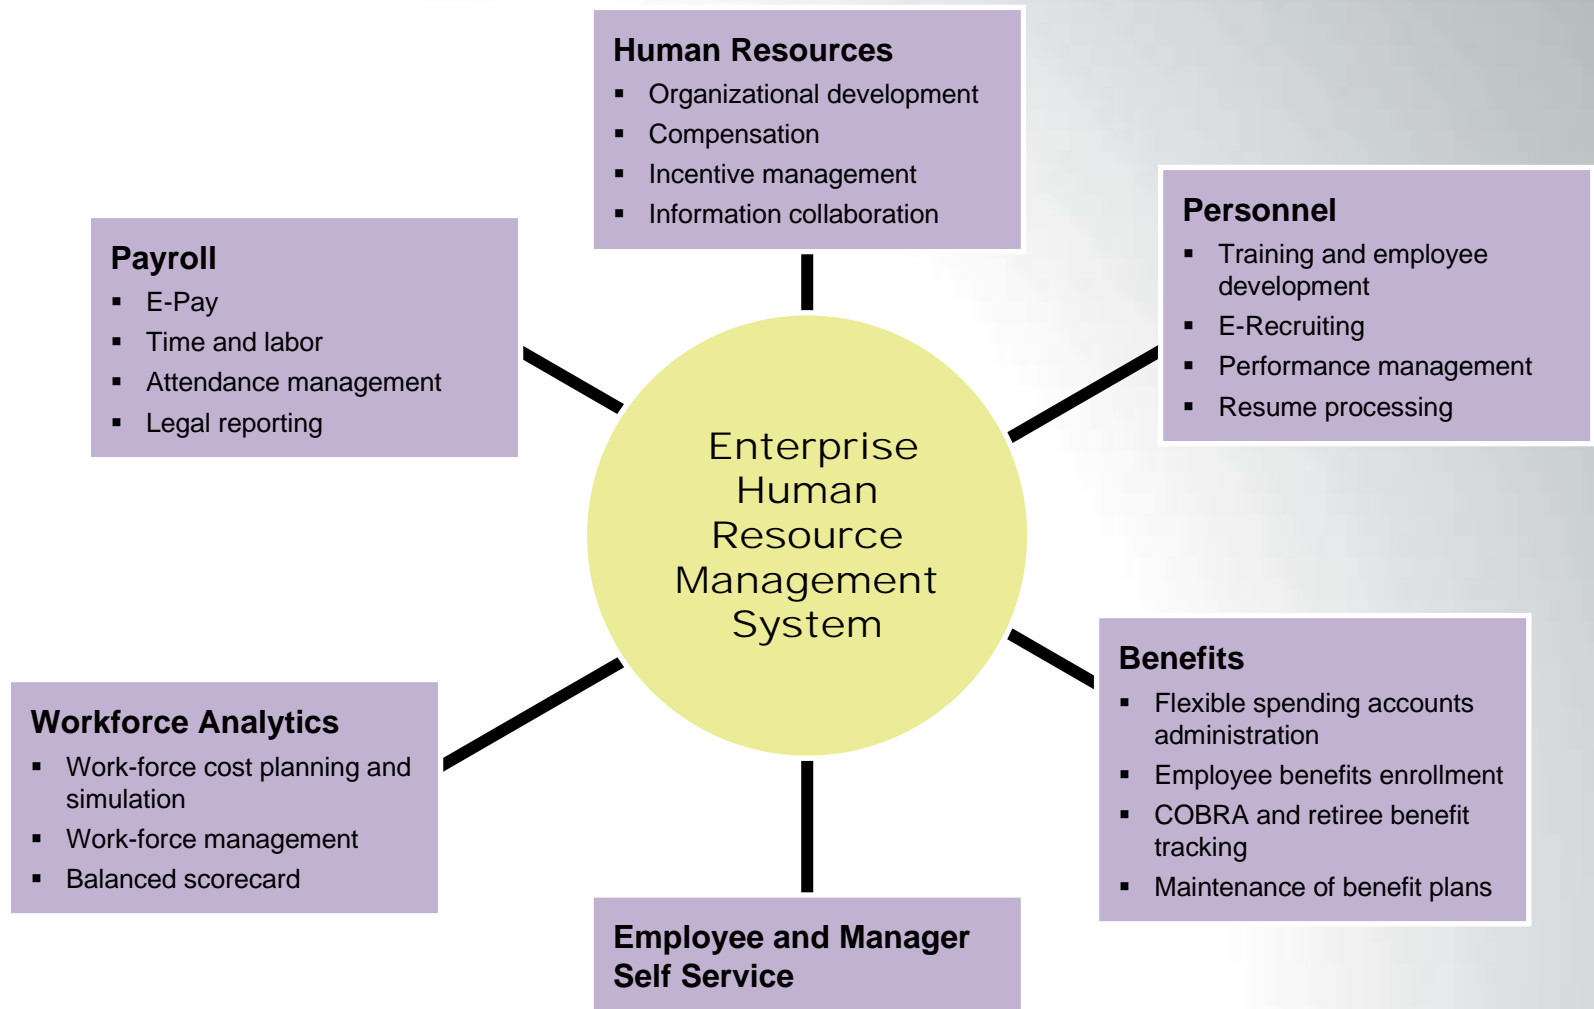 Human Resources
▪ Organizational development
▪ Compensation
▪ Incentive management
▪ Information collaboration
Personnel
▪ Training and employee
development
▪ E-Recruiting
▪ Performance management
▪ Resume processing
Payroll
▪ E-Pay
▪ Time and labor
▪ Attendance management
▪ Legal reporting
Enterprise
Human
Resource
Management
System
Benefits
▪ Flexible spending accounts
administration
▪ Employee benefits enrollment
▪ COBRA and retiree benefit
tracking
▪ Maintenance of benefit plans
Workforce Analytics
▪ Work-force cost planning and
simulation
▪ Work-force management
▪ Balanced scorecard
Employee and Manager
Self Service